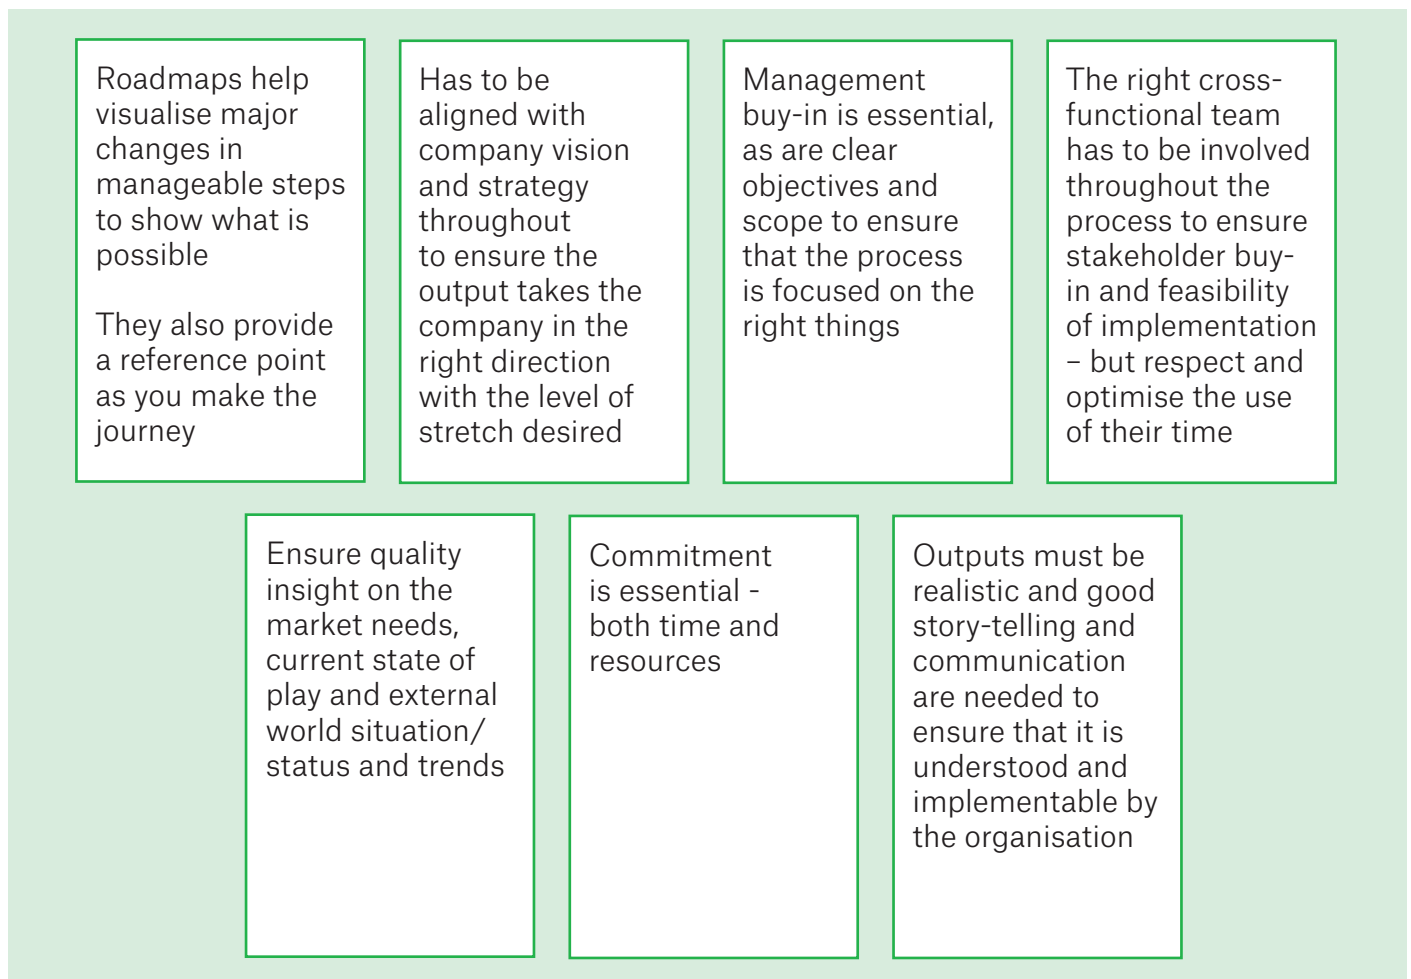 Roadmaps help
visualise major
changes in
manageable steps
to show what is
possible
They also provide
a reference point
as you make the
journey
Has to be
aligned with
company vision
and strategy
throughout
to ensure the
output takes the
company in the
right direction
with the level of
stretch desired
Management
buy-in is essential,
as are clear
objectives and
scope to ensure
that the process
is focused on the
right things
The right cross-
functional team
has to be involved
throughout the
process to ensure
stakeholder buy-
in and feasibility
of implementation
– but respect and
optimise the use
of their time
Ensure quality
insight on the
market needs,
current state of
play and external
world situation/
status and trends
Commitment
is essential -
both time and
resources
Outputs must be
realistic and good
story-telling and
communication
are needed to
ensure that it is
understood and
implementable by
the organisation